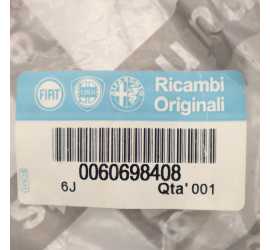 FIAT
Ricambi
Originali
0060698408
6J
Qta' 001